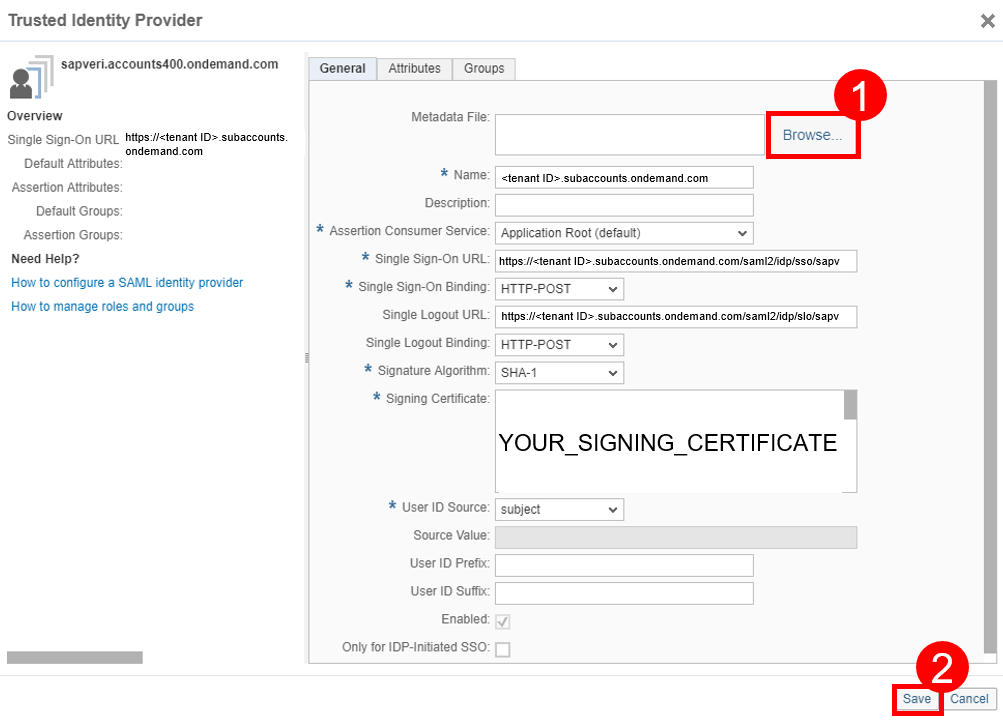 Trusted Identity Provider
sapveri.accounts400.ondemand.com
Overview
Single Sign-On URL https://<tenant ID>.subaccounts.
ondemand.com
Default Attributes:
Assertion Attributes:
Default Groups:
Assertion Groups:
Need Help?
How to configure a SAML identity provider
How to manage roles and groups
General Attributes Groups
1
Metadata File: Browse...
* Name: <tenant ID>.subaccounts.ondemand.com
Description:
* Assertion Consumer Service: Application Root (default)
* Single Sign-On URL: https://<tenant ID>.subaccounts.ondemand.com/saml2/idp/sso/sapv
* Single Sign-On Binding: HTTP-POST
Single Logout URL: https://<tenant ID>.subaccounts.ondemand.com/saml2/idp/slo/sapv
Single Logout Binding: HTTP-POST
* Signature Algorithm: SHA-1
* Signing Certificate:
YOUR_SIGNING_CERTIFICATE
* User ID Source: subject
Source Value:
User ID Prefix:
User ID Suffix:
Enabled:
Only for IDP-Initiated SSO:
2
Save Cancel